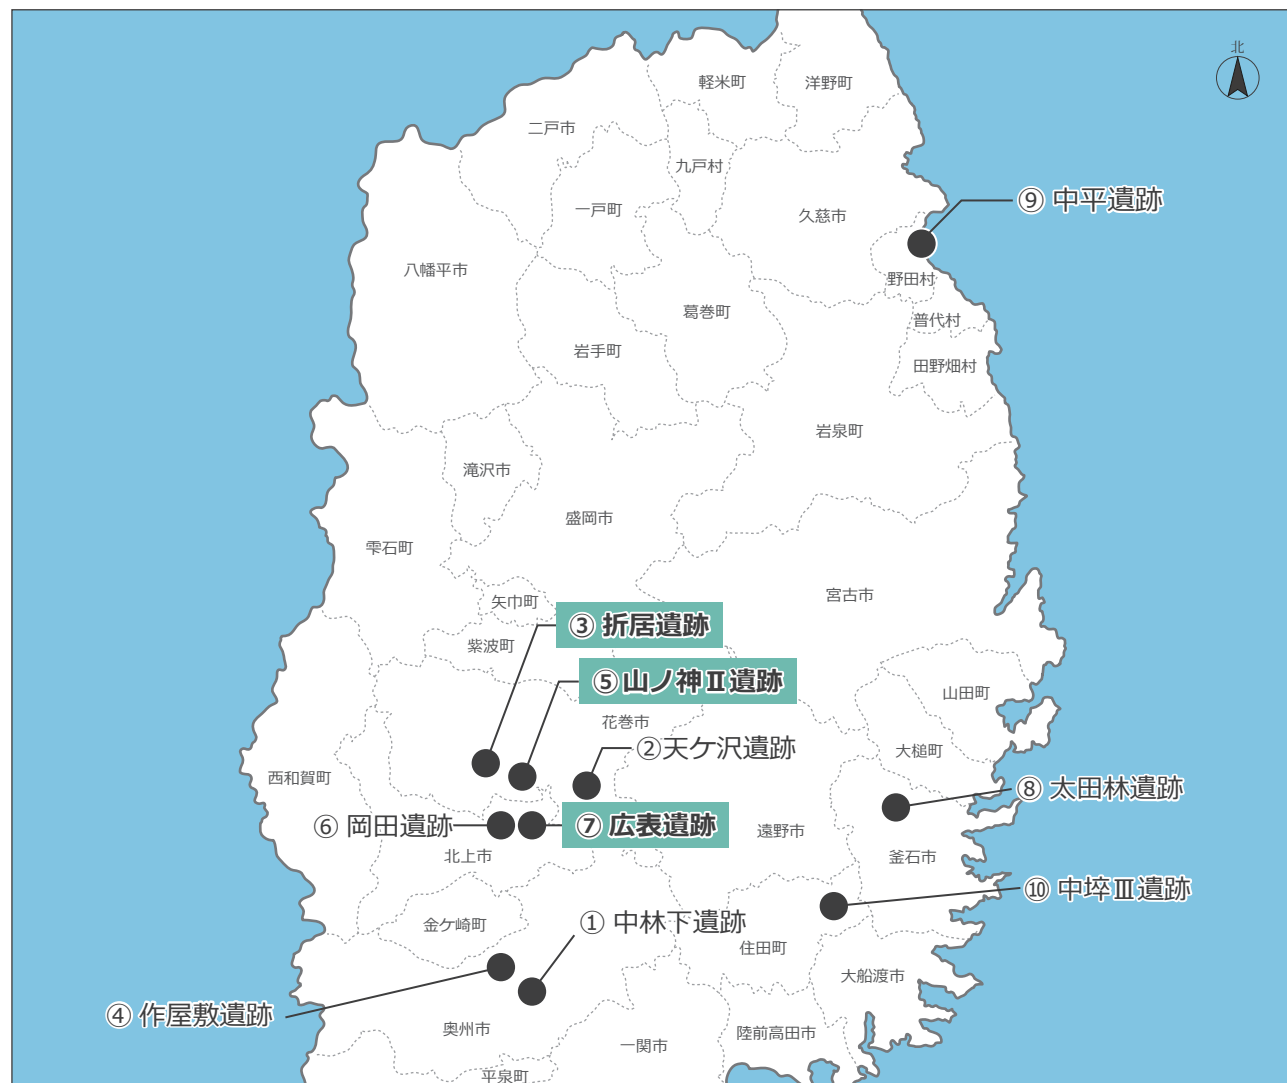 北
軽米町
洋野町
二戸市
九戸村
⑨ 中平遺跡
一戸町
久慈市
八幡平市
野田村
葛巻町
普代村
岩手町
田野畑村
岩泉町
滝沢市
盛岡市
雫石町
宮古市
矢巾町
③ 折居遺跡
紫波町
⑤ 山ノ神Ⅱ遺跡
山田町
花巻市
②天ケ沢遺跡
大槌町
西和賀町
⑧ 太田林遺跡
⑥ 岡田遺跡
⑦ 広表遺跡
遠野市
北上市
釜石市
⑩ 中埣Ⅲ遺跡
金ケ崎町
① 中林下遺跡
住田町
大船渡市
④ 作屋敷遺跡
奥州市
陸前高田市
一関市
平泉町